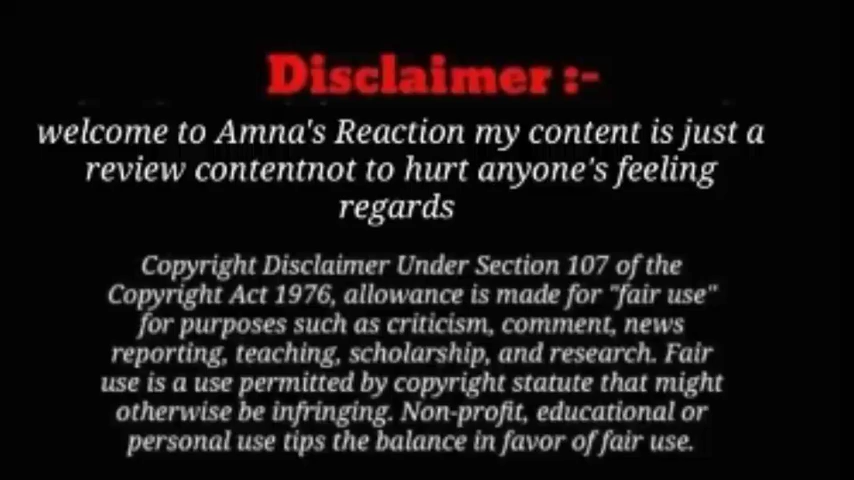 Disclaimer :-
welcome to Amna's Reaction my content is just a
review contentnot to hurt anyone's feeling
regards
Copyright Disclaimer Under Section 107 of the
Copyright Act 1976, allowance is made for "fair use"
for purposes such as criticism, comment, news
reporting, teaching, scholarship, and research. Fair
use is a use permitted by copyright statute that might
otherwise be infringing. Non-profit, educational or
personal use tips the balance in favor of fair use.